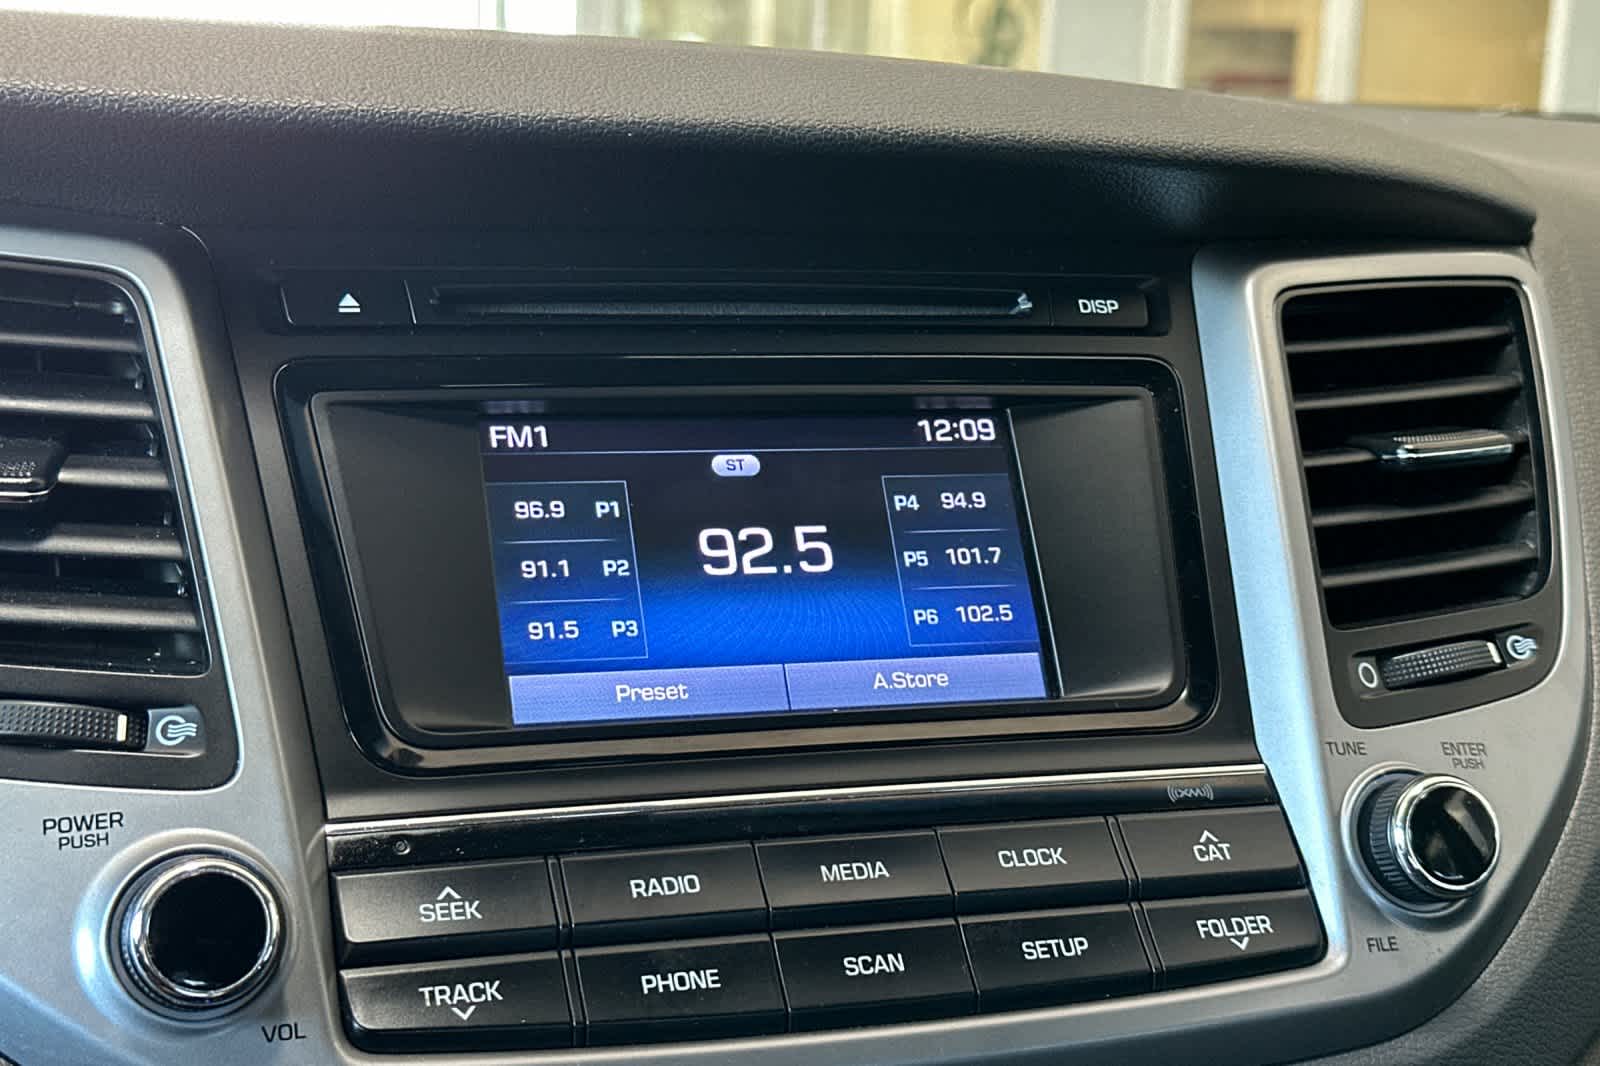 DISP
FM1 12:09
ST
96.9 P1
91.1 P2
91.5 P3
92.5
P4 94.9
P5 101.7
P6 102.5
Preset A.Store
POWER
PUSH
VOL
TUNE
ENTER
PUSH
FILE
((XM))
SEEK RADIO MEDIA CLOCK CAT
TRACK PHONE SCAN SETUP FOLDER